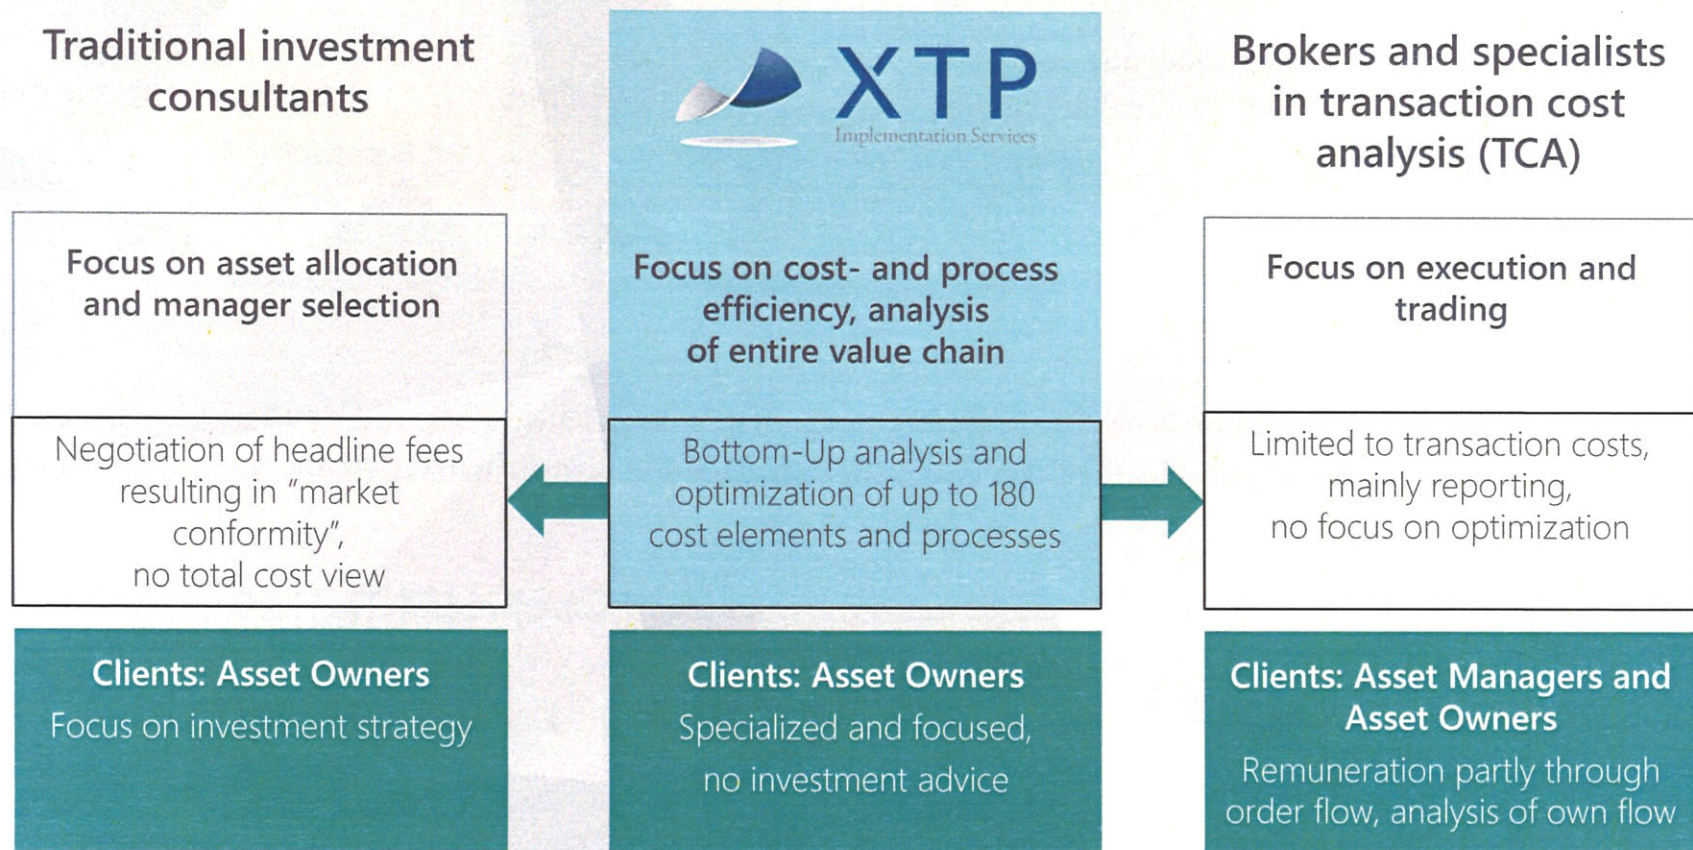 Traditional investment
consultants
Focus on asset allocation
and manager selection
Negotiation of headline fees
resulting in "market
conformity",
no total cost view
Clients: Asset Owners
Focus on investment strategy
XTP
Implementation Services
Focus on cost- and process
efficiency, analysis
of entire value chain
Bottom-Up analysis and
optimization of up to 180
cost elements and processes
Clients: Asset Owners
Specialized and focused,
no investment advice
Brokers and specialists
in transaction cost
analysis (TCA)
Focus on execution and
trading
Limited to transaction costs,
mainly reporting,
no focus on optimization
Clients: Asset Managers and
Asset Owners
Remuneration partly through
order flow, analysis of own flow